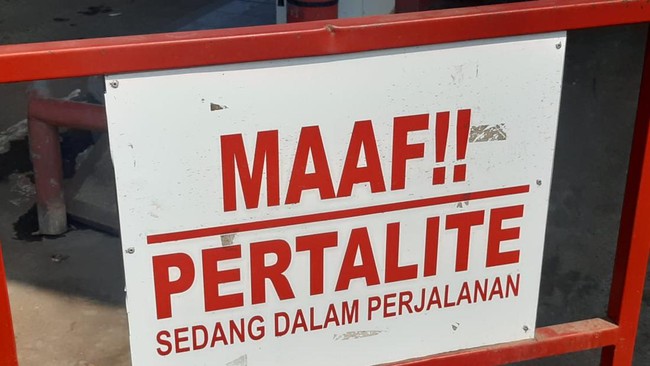 MAAF!!
PERTALITE
SEDANG DALAM PERJALANAN